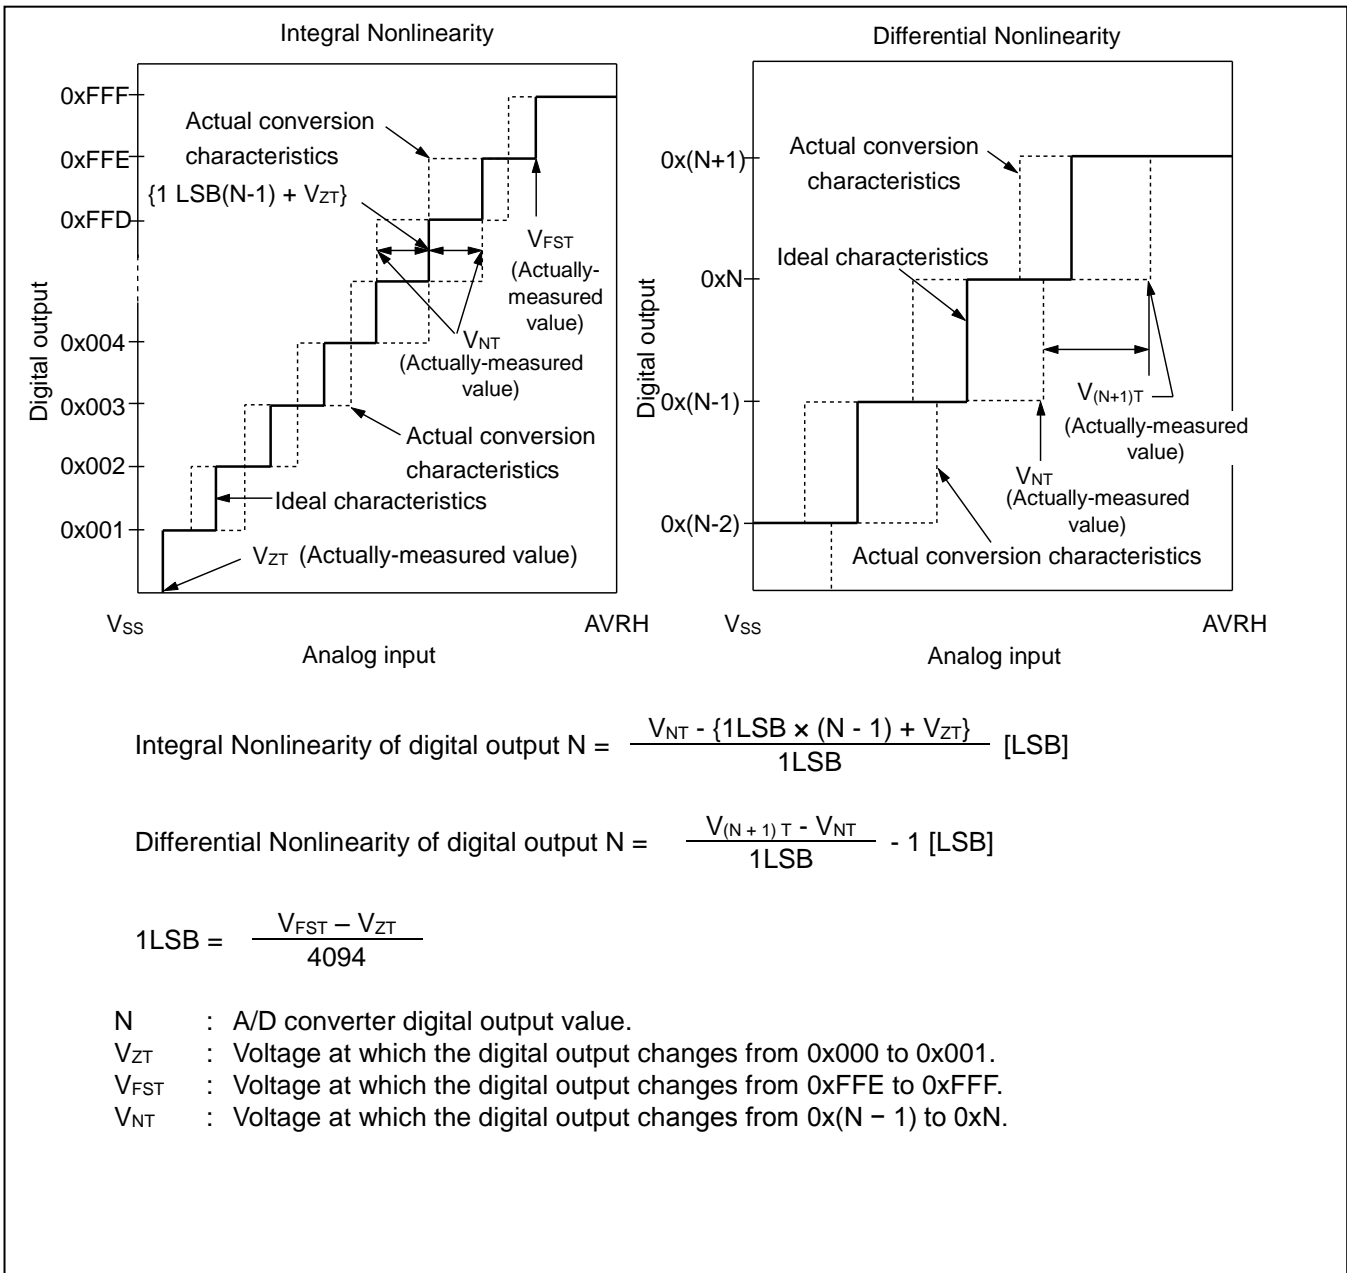 Integral Nonlinearity
0xFFF
0xFFE
0xFFD
0x004
0x003
0x002
0x001
Digital output
Actual conversion
characteristics
{1 LSB(N-1) + VZT}
VFST
(Actually-
measured
value)
VNT
(Actually-measured
value)
Actual conversion
characteristics
Ideal characteristics
VZT (Actually-measured value)
VSS
AVRH
Analog input
Differential Nonlinearity
0x(N+1)
0xN
0x(N-1)
0x(N-2)
Digital output
Actual conversion
characteristics
Ideal characteristics
V(N+1)T
(Actually-measured
value)
VNT
(Actually-measured
value)
Actual conversion characteristics
VSS
AVRH
Analog input
Integral Nonlinearity of digital output N = VNT - {1LSB × (N - 1) + VZT} / 1LSB [LSB]
Differential Nonlinearity of digital output N = V(N + 1) T - VNT / 1LSB - 1 [LSB]
1LSB = VFST – VZT / 4094
N : A/D converter digital output value.
VZT : Voltage at which the digital output changes from 0x000 to 0x001.
VFST : Voltage at which the digital output changes from 0xFFE to 0xFFF.
VNT : Voltage at which the digital output changes from 0x(N − 1) to 0xN.